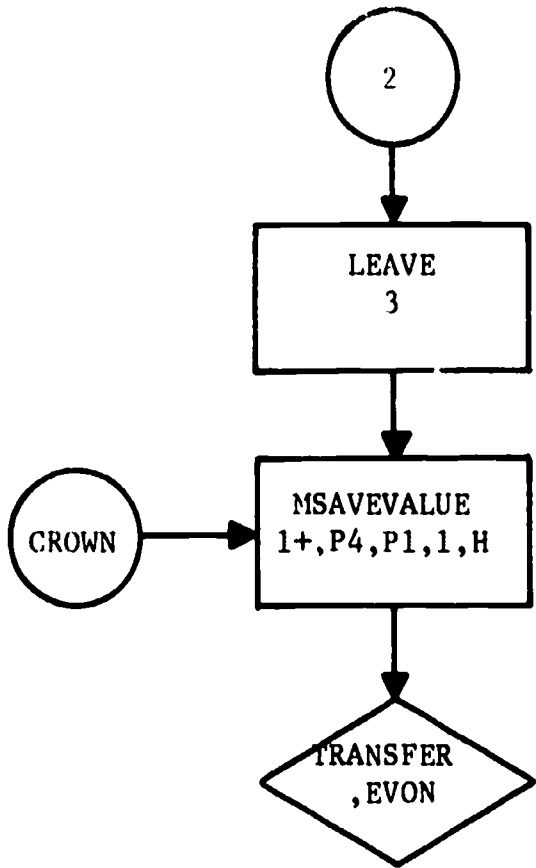 2
LEAVE
3
MSAVEVALUE
1+,P4,P1,1,H
CROWN
TRANSFER
,EVON